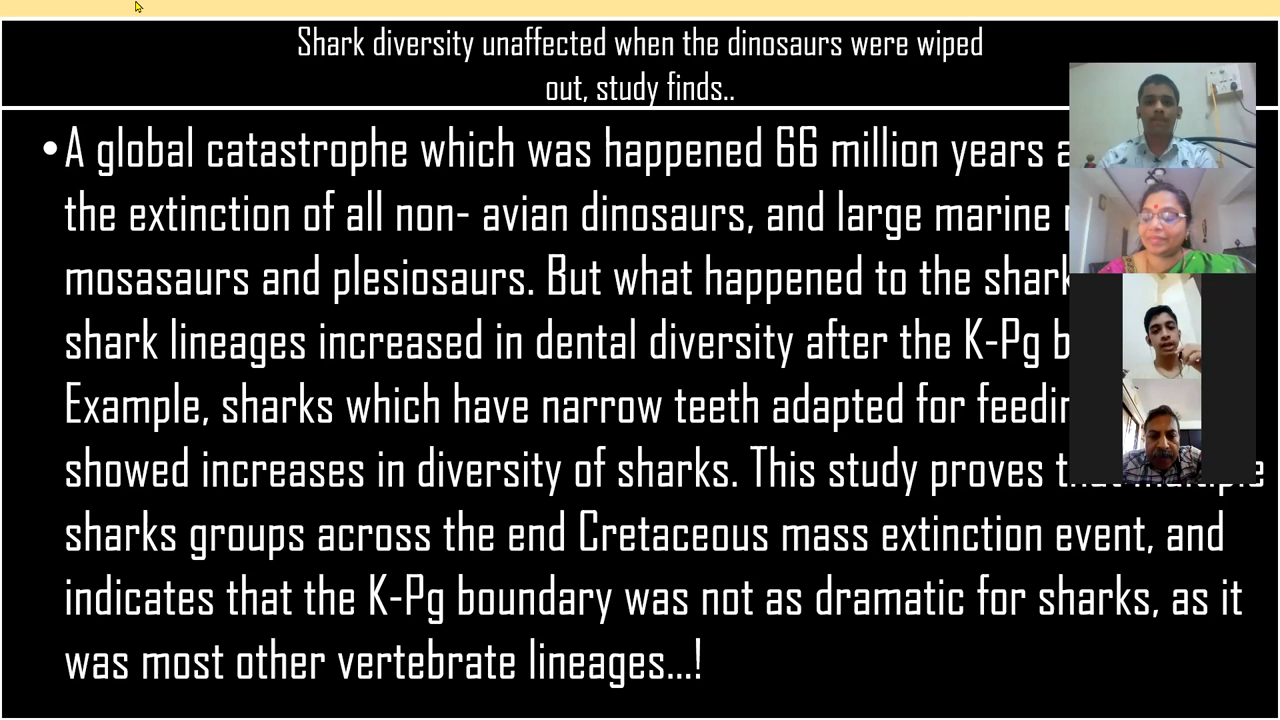 Shark diversity unaffected when the dinosaurs were wiped
out, study finds..
• A global catastrophe which was happened 66 million years
the extinction of all non- avian dinosaurs, and large marine
mosasaurs and plesiosaurs. But what happened to the shark
shark lineages increased in dental diversity after the K-Pg
Example, sharks which have narrow teeth adapted for
showed increases in diversity of sharks. This study proves that multiple
sharks groups across the end Cretaceous mass extinction event, and
indicates that the K-Pg boundary was not as dramatic for sharks, as it
was most other vertebrate lineages...!